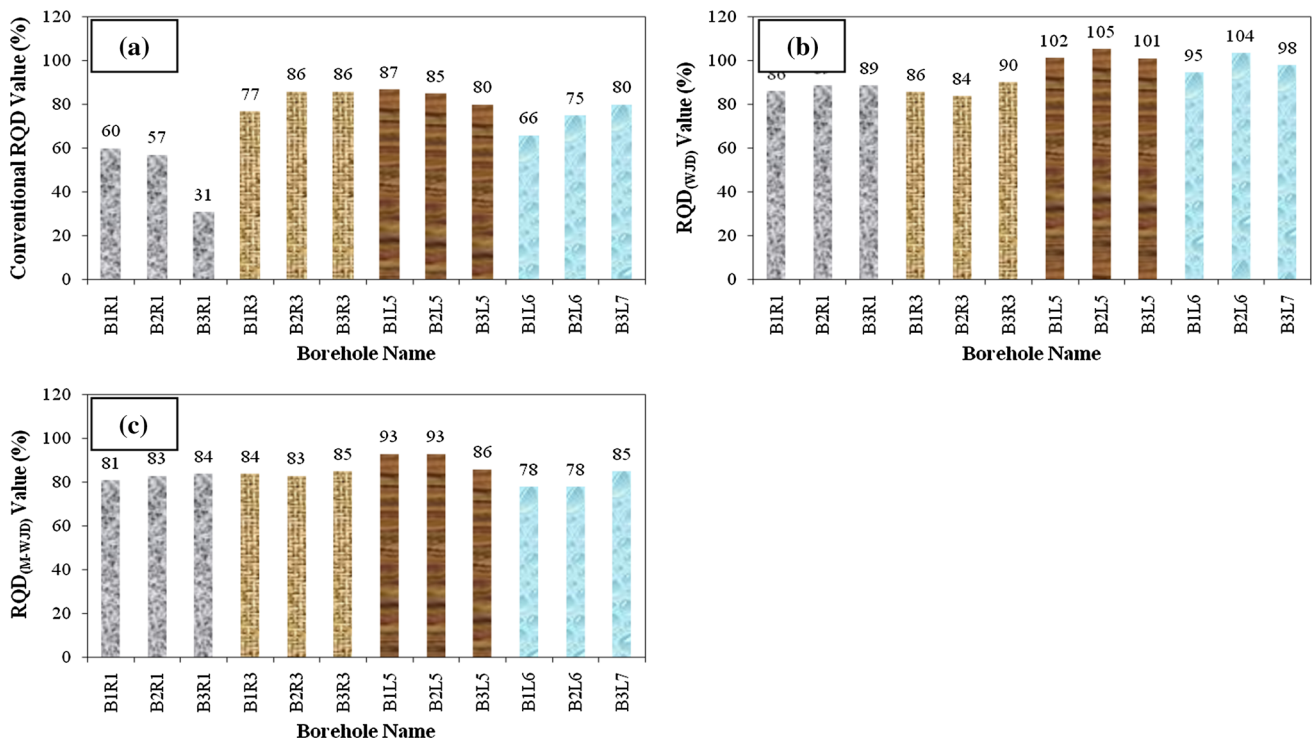 (a)
Conventional RQD Value (%)
120
100
80
60
40
20
0
60
57
31
77
86
86
87
85
80
66
75
80
B1R1
B2R1
B3R1
B1R3
B2R3
B3R3
B1L5
B2L5
B3L5
B1L6
B2L6
B3L7
Borehole Name
(b)
RQD(WJD) Value (%)
120
100
80
60
40
20
0
86
89
86
84
90
102
105
101
95
104
98
B1R1
B2R1
B3R1
B1R3
B2R3
B3R3
B1L5
B2L5
B3L5
B1L6
B2L6
B3L7
Borehole Name
(c)
RQD(M-WJD) Value (%)
120
100
80
60
40
20
0
81
83
84
84
83
85
93
93
86
78
78
85
B1R1
B2R1
B3R1
B1R3
B2R3
B3R3
B1L5
B2L5
B3L5
B1L6
B2L6
B3L7
Borehole Name